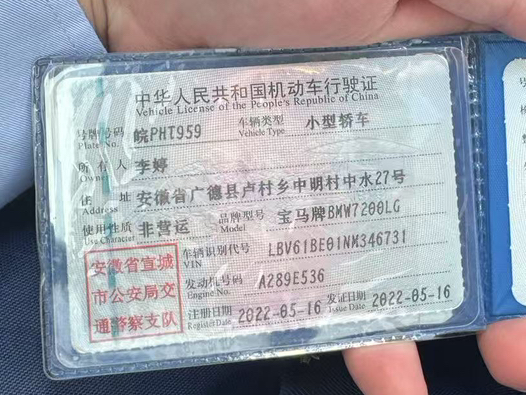 中华人民共和国机动车行驶证
Vehicle License of the People's Republic of China
号牌号码 皖PHT959 车辆类型 小型轿车
Plate No. Vehicle Type
所有人 李婷
Owner
住址 安徽省广德县卢村乡中明村中水27号
Address
使用性质 非营运 品牌型号 宝马牌BMW7200LG
Use Character Model
安徽省宣城
市公安局交
通警察支队
车辆识别代号 LBV61BE01NM346731
VIN
发动机号码 A289E536
Engine No.
注册日期 2022-05-16 发证日期 2022-05-16
Register Date Issue Date